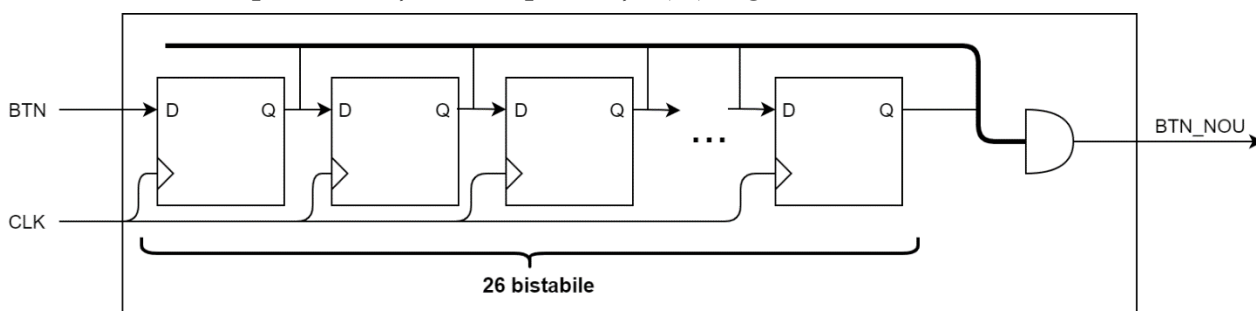 BTN
D Q D Q D Q ... D Q
BTN_NOU
CLK
26 bistabile